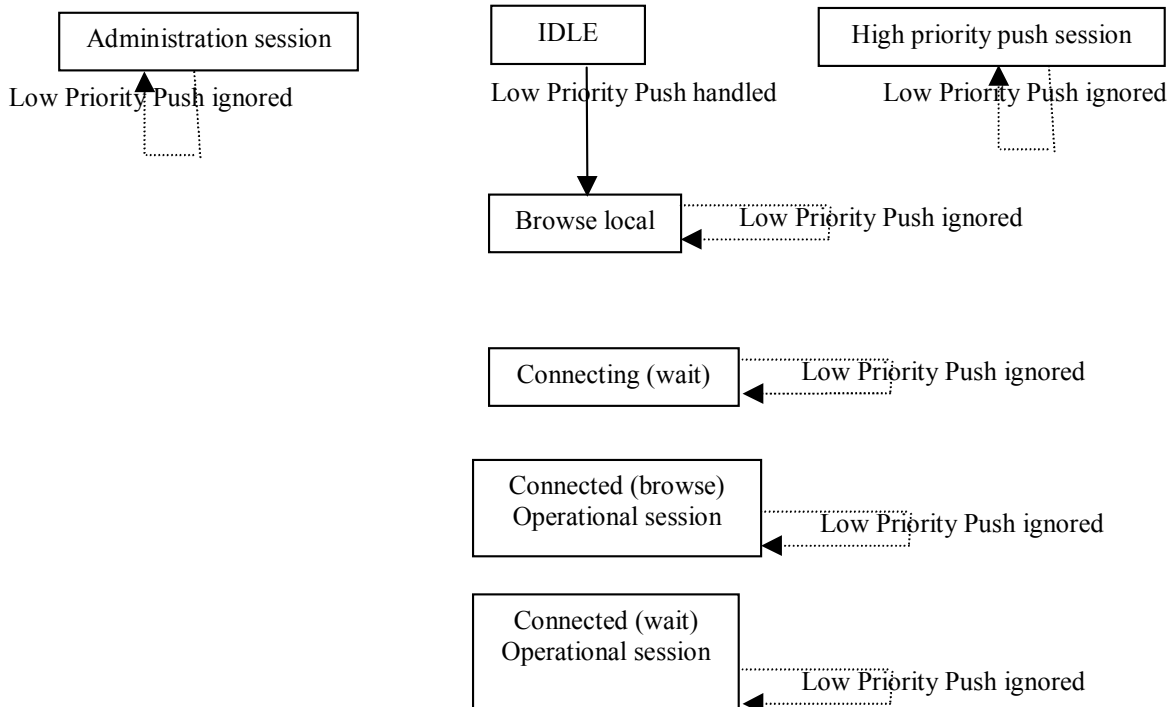 Administration session
IDLE
High priority push session
Low Priority Push ignored
Low Priority Push handled
Low Priority Push ignored
Browse local
Low Priority Push ignored
Connecting (wait)
Low Priority Push ignored
Connected (browse)
Operational session
Low Priority Push ignored
Connected (wait)
Operational session
Low Priority Push ignored